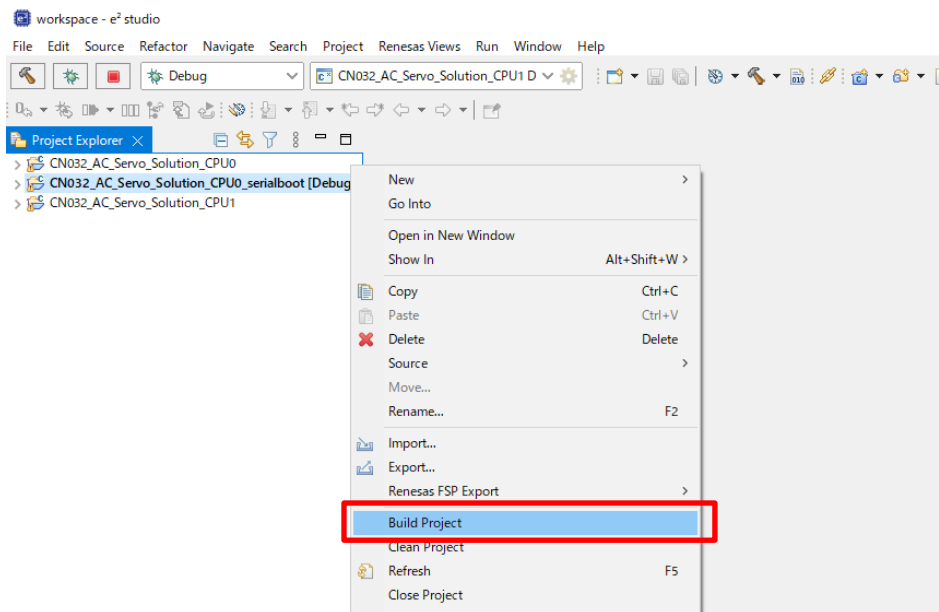 workspace - e² studio
File Edit Source Refactor Navigate Search Project Renesas Views Run Window Help
Debug CN032_AC_Servo_Solution_CPU1 D
Project Explorer
CN032_AC_Servo_Solution_CPU0
CN032_AC_Servo_Solution_CPU0_serialboot [Debug
CN032_AC_Servo_Solution_CPU1
New
Go Into
Open in New Window
Show In Alt+Shift+W >
Copy Ctrl+C
Paste Ctrl+V
Delete Delete
Source
Move...
Rename... F2
Import...
Export...
Renesas FSP Export
Build Project
Clean Project
Refresh F5
Close Project